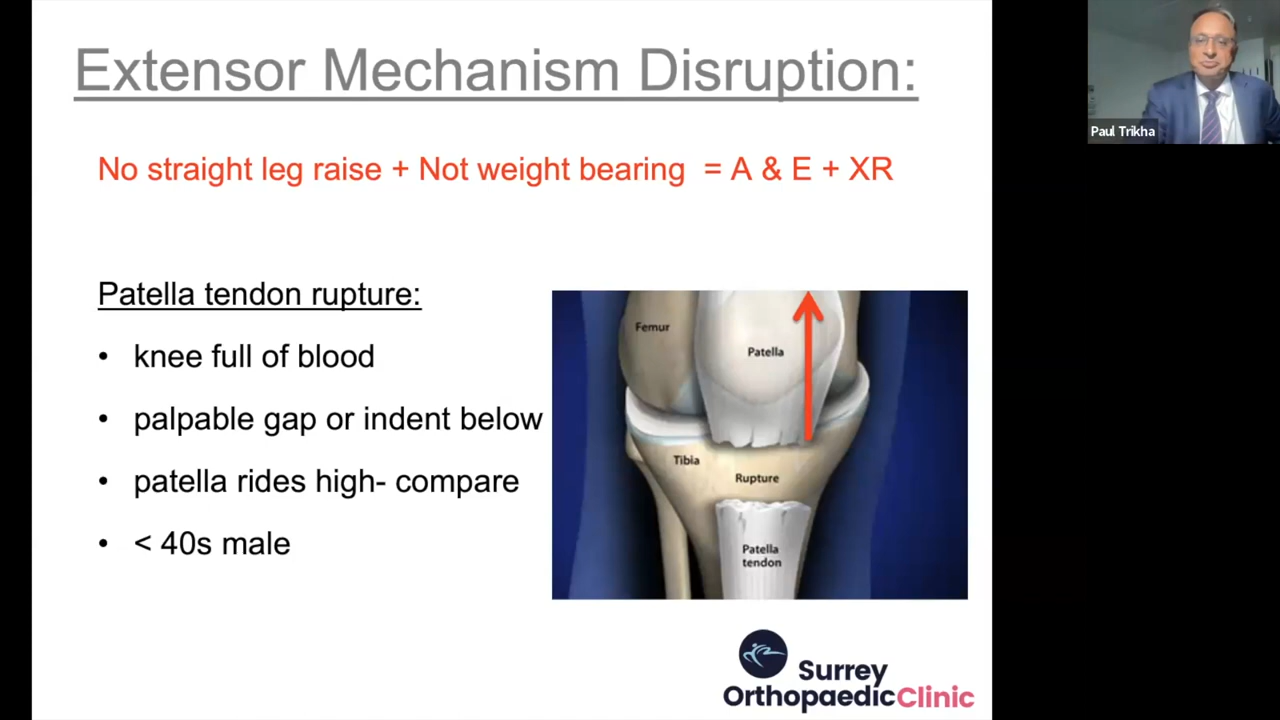 Extensor Mechanism Disruption:
No straight leg raise + Not weight bearing = A & E + XR
Patella tendon rupture:
• knee full of blood
• palpable gap or indent below
• patella rides high- compare
• < 40s male
Femur
Patella
Tibia
Rupture
Patella
tendon
Surrey
OrthopaedicClinic
Paul Trikha